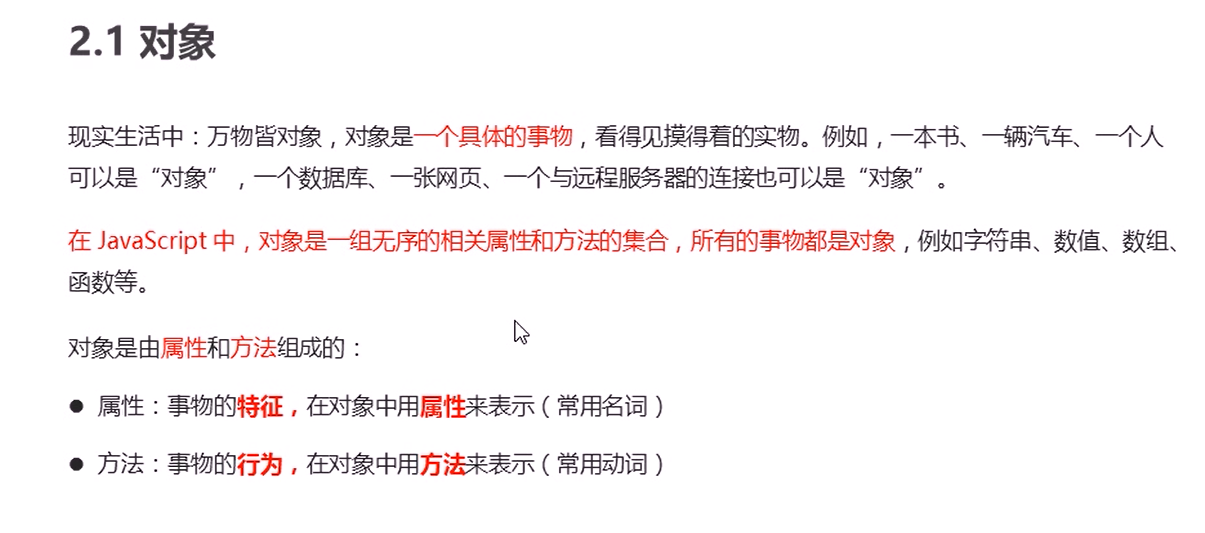 2.1 对象
现实生活中：万物皆对象，对象是一个具体的事物，看得见摸得着的实物。例如，一本书、一辆汽车、一个人
可以是“对象”，一个数据库、一张网页、一个与远程服务器的连接也可以是“对象”。
在 JavaScript 中，对象是一组无序的相关属性和方法的集合，所有的事物都是对象，例如字符串、数值、数组、
函数等。
对象是由属性和方法组成的：
● 属性：事物的特征，在对象中用属性来表示（常用名词）
● 方法：事物的行为，在对象中用方法来表示（常用动词）